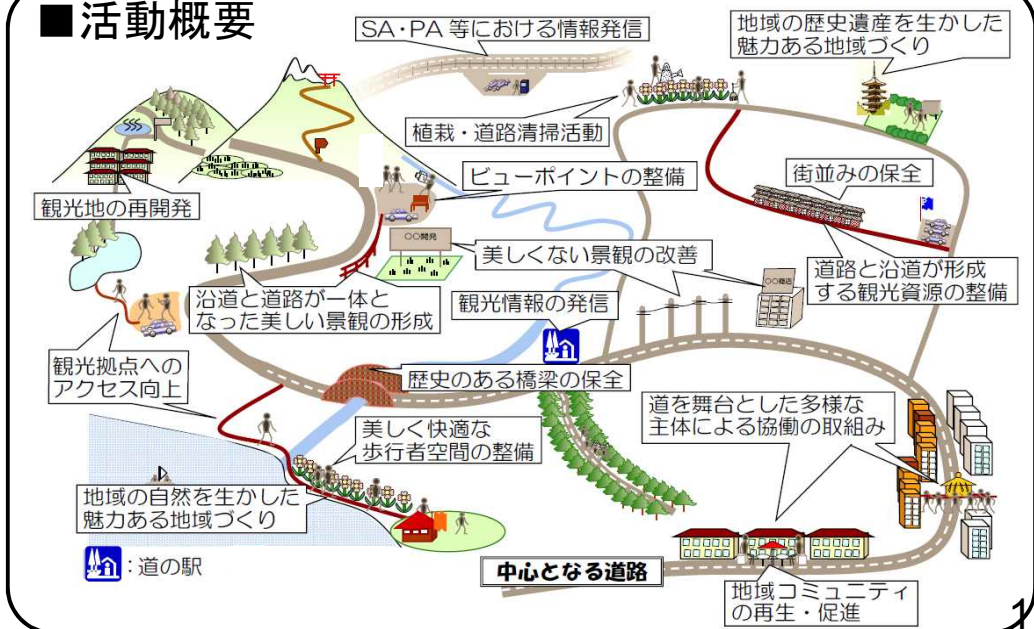 ■活動概要
SA・PA 等における情報発信
地域の歴史遺産を生かした
魅力ある地域づくり
植栽・道路清掃活動
ビューポイントの整備
街並みの保全
観光地の再開発
〇〇開発
美しくない景観の改善
〇〇商店
道路と沿道が形成
する観光資源の整備
沿道と道路が一体と
なった美しい景観の形成
観光情報の発信
観光拠点への
アクセス向上
歴史のある橋梁の保全
道を舞台とした多様な
主体による協働の取組み
美しく快適な
歩行者空間の整備
地域の自然を生かした
魅力ある地域づくり
：道の駅
中心となる道路
地域コミュニティ
の再生・促進
1